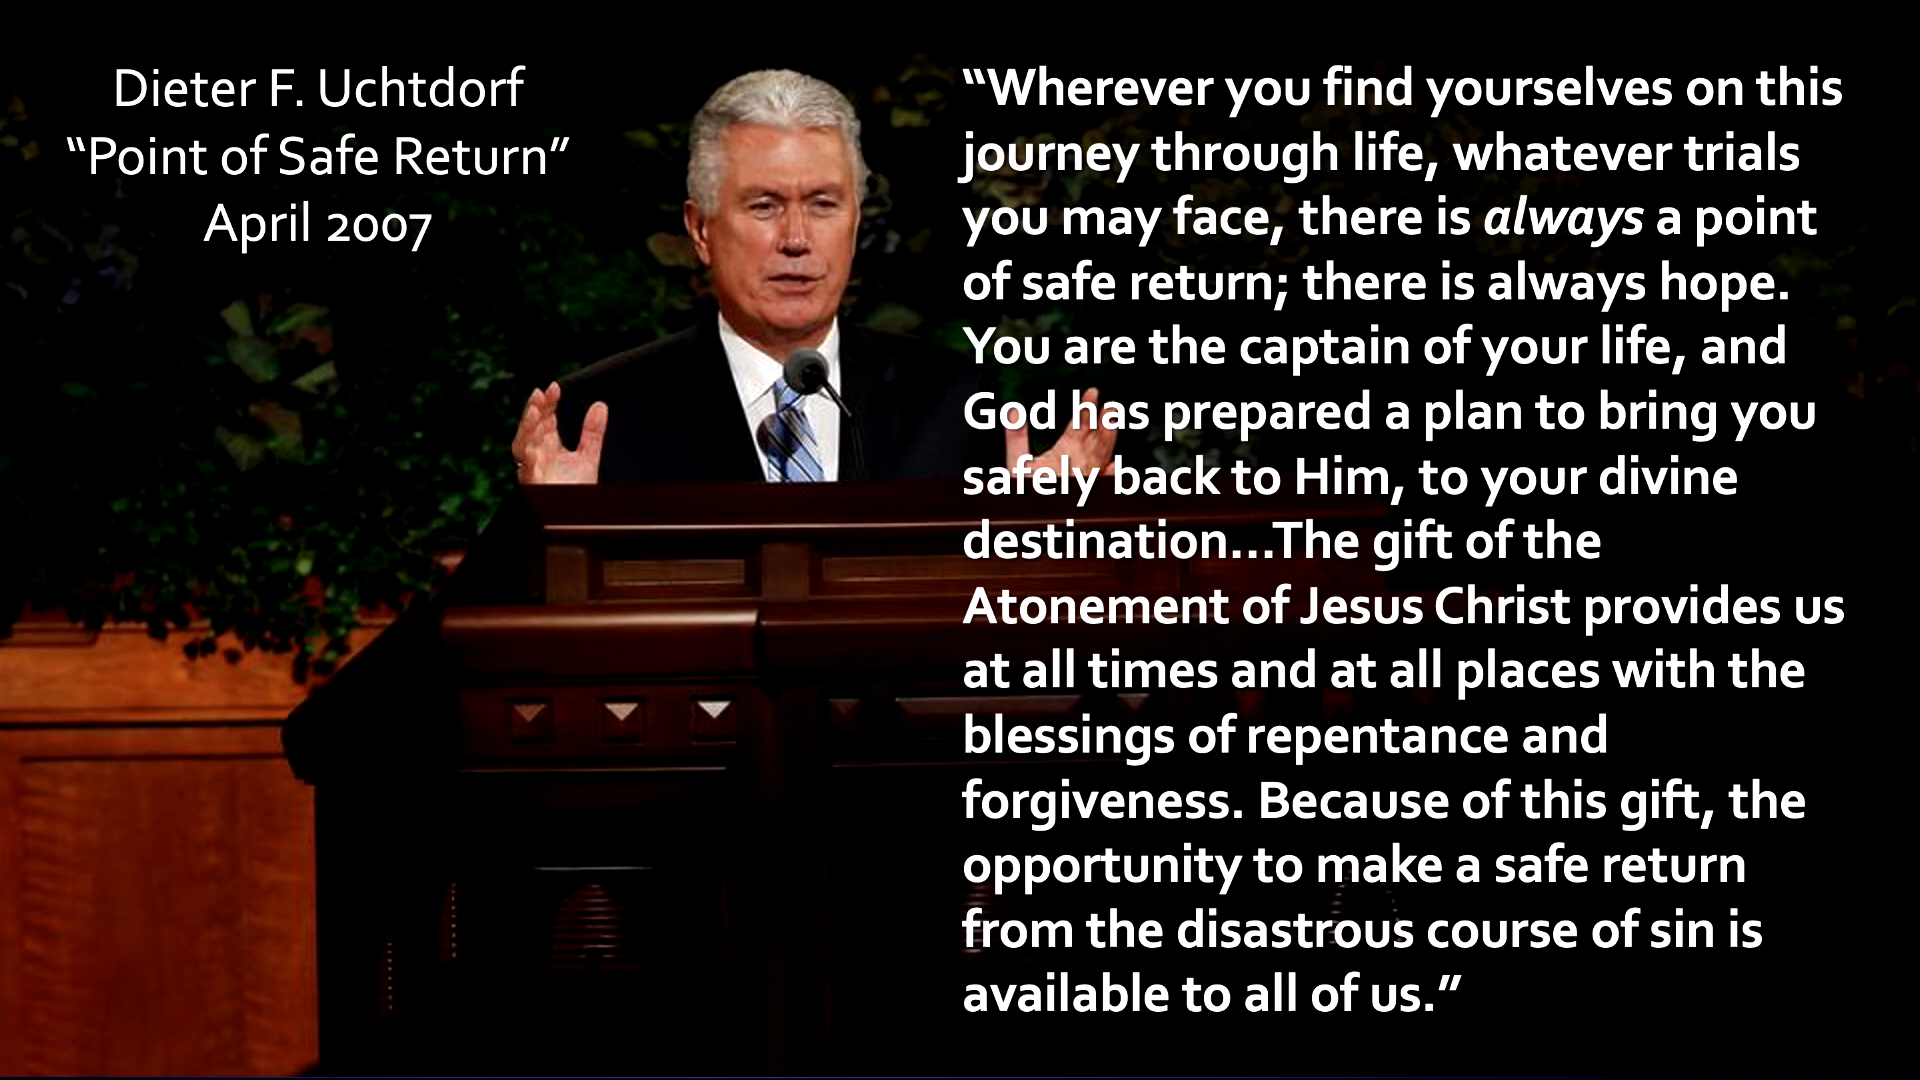 Dieter F. Uchtdorf
“Point of Safe Return”
April 2007
“Wherever you find yourselves on this
journey through life, whatever trials
you may face, there is always a point
of safe return; there is always hope.
You are the captain of your life, and
God has prepared a plan to bring you
safely back to Him, to your divine
destination…The gift of the
Atonement of Jesus Christ provides us
at all times and at all places with the
blessings of repentance and
forgiveness. Because of this gift, the
opportunity to make a safe return
from the disastrous course of sin is
available to all of us.”